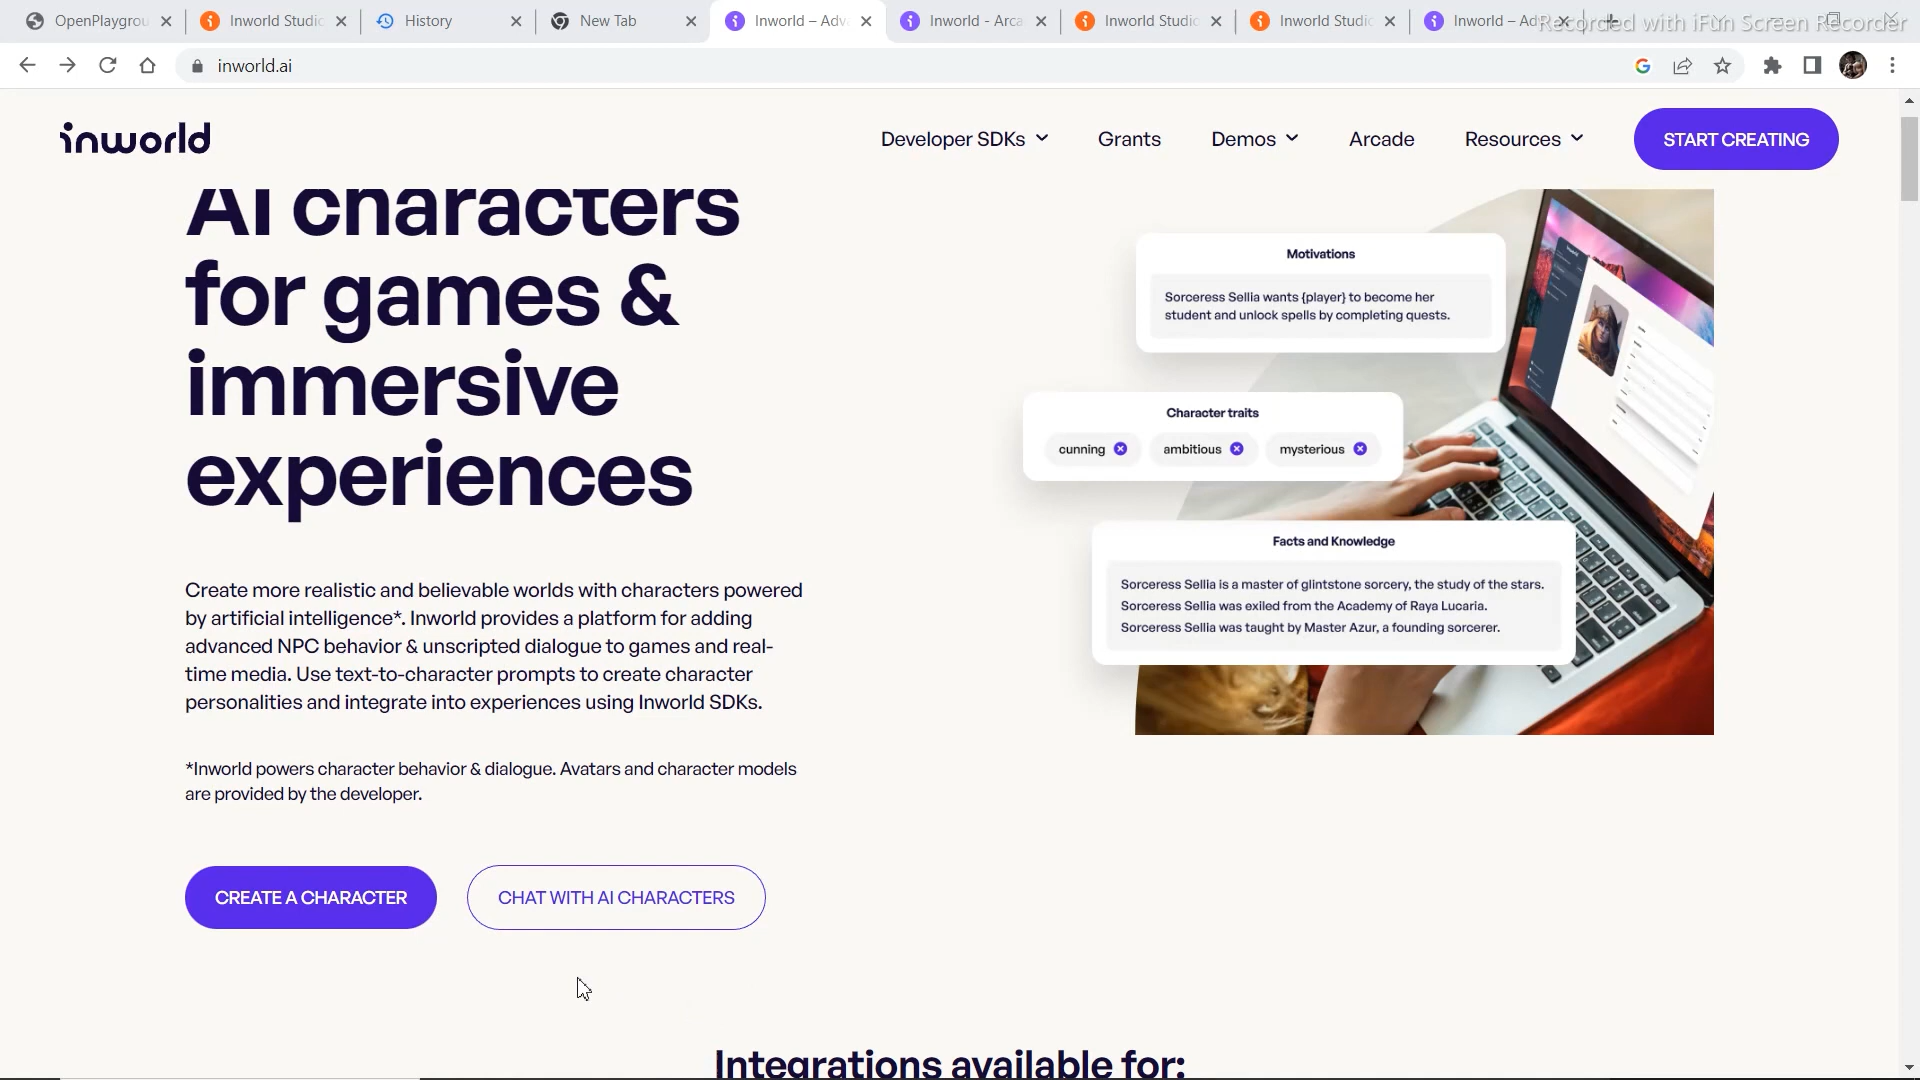 OpenPlaygrou
Inworld Studio
History
New Tab
Inworld – Adv
Inworld - Arca
Inworld Studio
Inworld Studio
Inworld – Ad
Recorded with iFun Screen Recorder
inworld.ai
inworld
Developer SDKs
Grants
Demos
Arcade
Resources
START CREATING
AI characters
for games &
immersive
experiences
Create more realistic and believable worlds with characters powered
by artificial intelligence*. Inworld provides a platform for adding
advanced NPC behavior & unscripted dialogue to games and real-
time media. Use text-to-character prompts to create character
personalities and integrate into experiences using Inworld SDKs.
*Inworld powers character behavior & dialogue. Avatars and character models
are provided by the developer.
CREATE A CHARACTER
CHAT WITH AI CHARACTERS
Motivations
Sorceress Sellia wants {player} to become her
student and unlock spells by completing quests.
Character traits
cunning
ambitious
mysterious
Facts and Knowledge
Sorceress Sellia is a master of glintstone sorcery, the study of the stars.
Sorceress Sellia was exiled from the Academy of Raya Lucaria.
Sorceress Sellia was taught by Master Azur, a founding sorcerer.
Integrations available for: